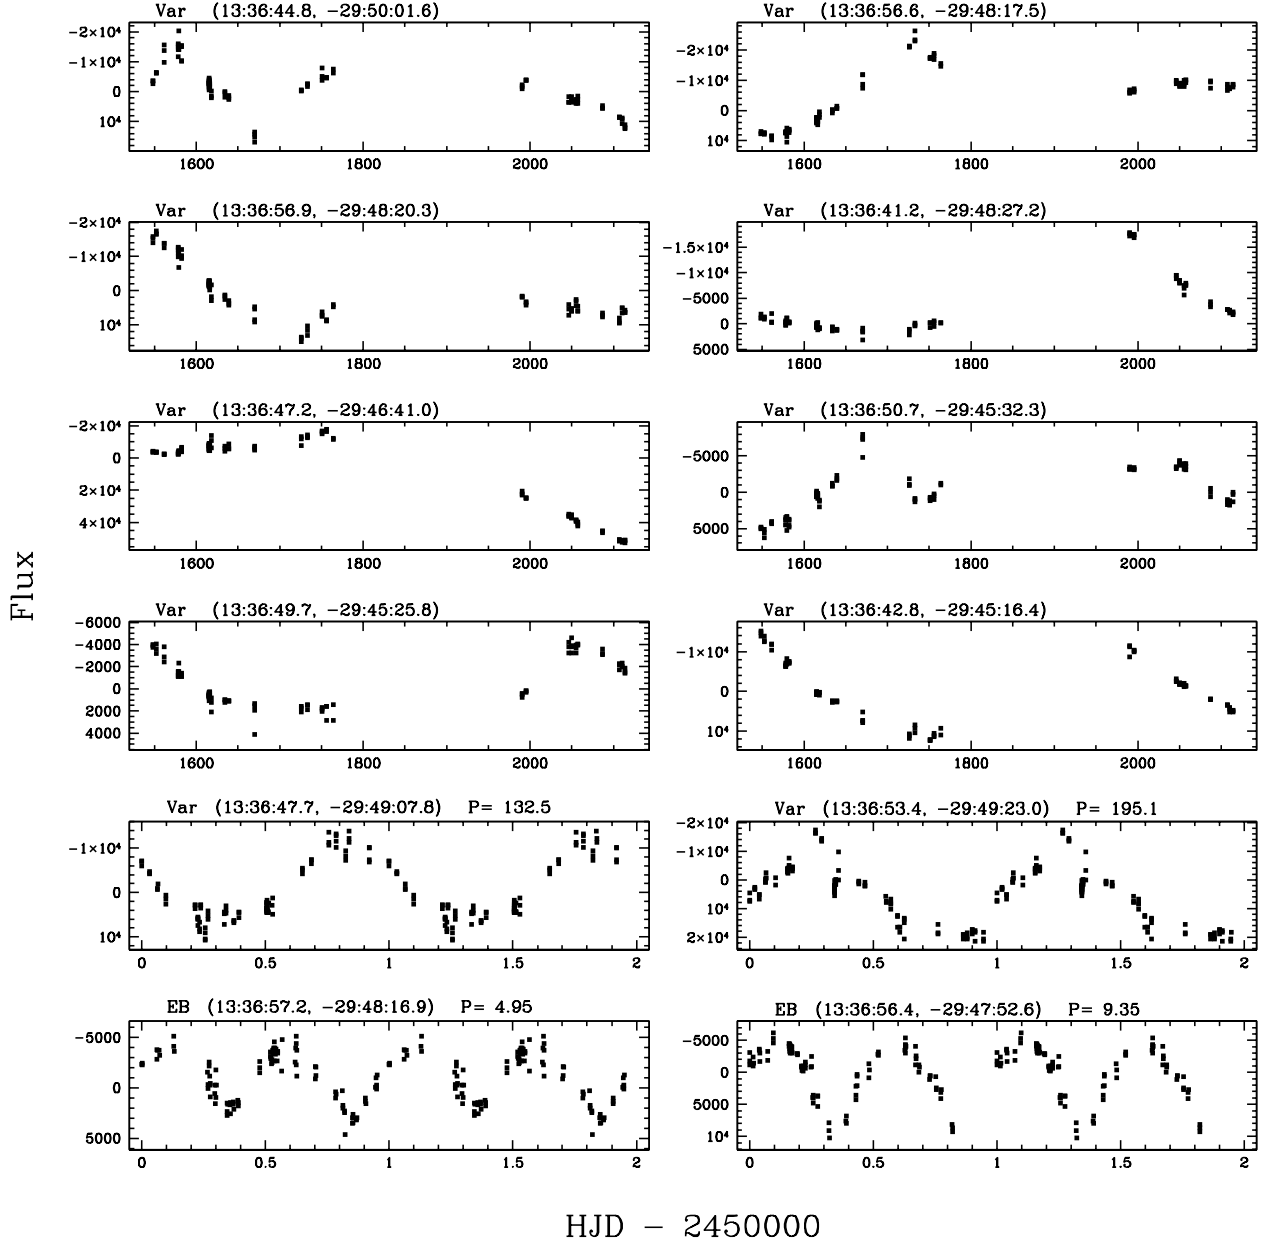 Var (13:36:44.8, −29:50:01.6) Var (13:36:56.6, −29:48:17.5)
−2×10⁴ −2×10⁴
−1×10⁴ −1×10⁴
0 0
10⁴ 10⁴
1600 1800 2000 1600 1800 2000
Var (13:36:56.9, −29:48:20.3) Var (13:36:41.2, −29:48:27.2)
−2×10⁴ −1.5×10⁴
−1×10⁴ −1×10⁴
0 −5000
10⁴ 0
5000
1600 1800 2000 1600 1800 2000
Var (13:36:47.2, −29:46:41.0) Var (13:36:50.7, −29:45:32.3)
−2×10⁴ −5000
0 0
2×10⁴ 5000
4×10⁴
1600 1800 2000 1600 1800 2000
Flux
Var (13:36:49.7, −29:45:25.8) Var (13:36:42.8, −29:45:16.4)
−6000 −1×10⁴
−4000 0
−2000 10⁴
0
2000
4000
1600 1800 2000 1600 1800 2000
Var (13:36:47.7, −29:49:07.8) P= 132.5 Var (13:36:53.4, −29:49:23.0) P= 195.1
−1×10⁴ −2×10⁴
0 −1×10⁴
10⁴ 0
10⁴
2×10⁴
0 0.5 1 1.5 2 0 0.5 1 1.5 2
EB (13:36:57.2, −29:48:16.9) P= 4.95 EB (13:36:56.4, −29:47:52.6) P= 9.35
−5000 −5000
0 0
5000 5000
10⁴
0 0.5 1 1.5 2 0 0.5 1 1.5 2
HJD − 2450000